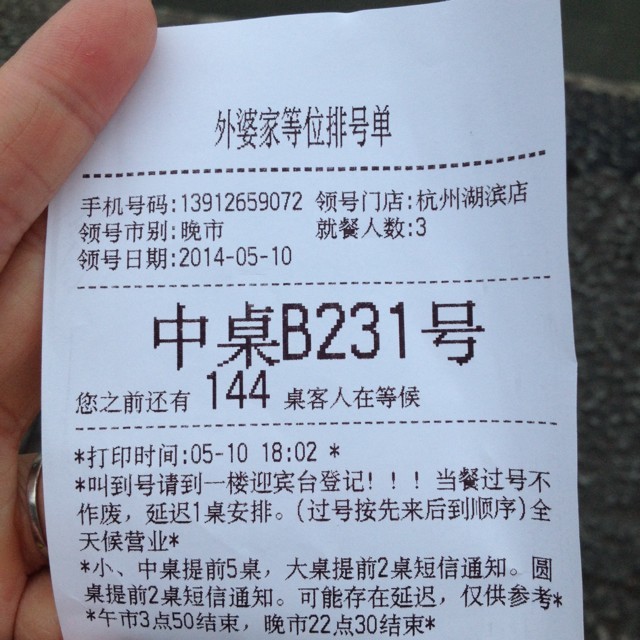 外婆家等位排号单
手机号码:13912659072 领号门店:杭州湖滨店
领号市别:晚市 就餐人数:3
领号日期:2014-05-10
中桌B231号
您之前还有 144 桌客人在等候
*打印时间:05-10 18:02 *
*叫到号请到一楼迎宾台登记！！！当餐过号不
作废，延迟1桌安排。(过号按先来后到顺序)全
天候营业*
*小、中桌提前5桌，大桌提前2桌短信通知。圆
桌提前2桌短信通知。可能存在延迟，仅供参考*
*午市3点50结束，晚市22点30结束*